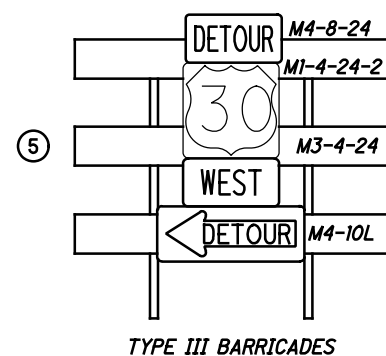 DETOUR M4-8-24
M1-4-24-2
30
5 M3-4-24
WEST
DETOUR M4-10L
TYPE III BARRICADES